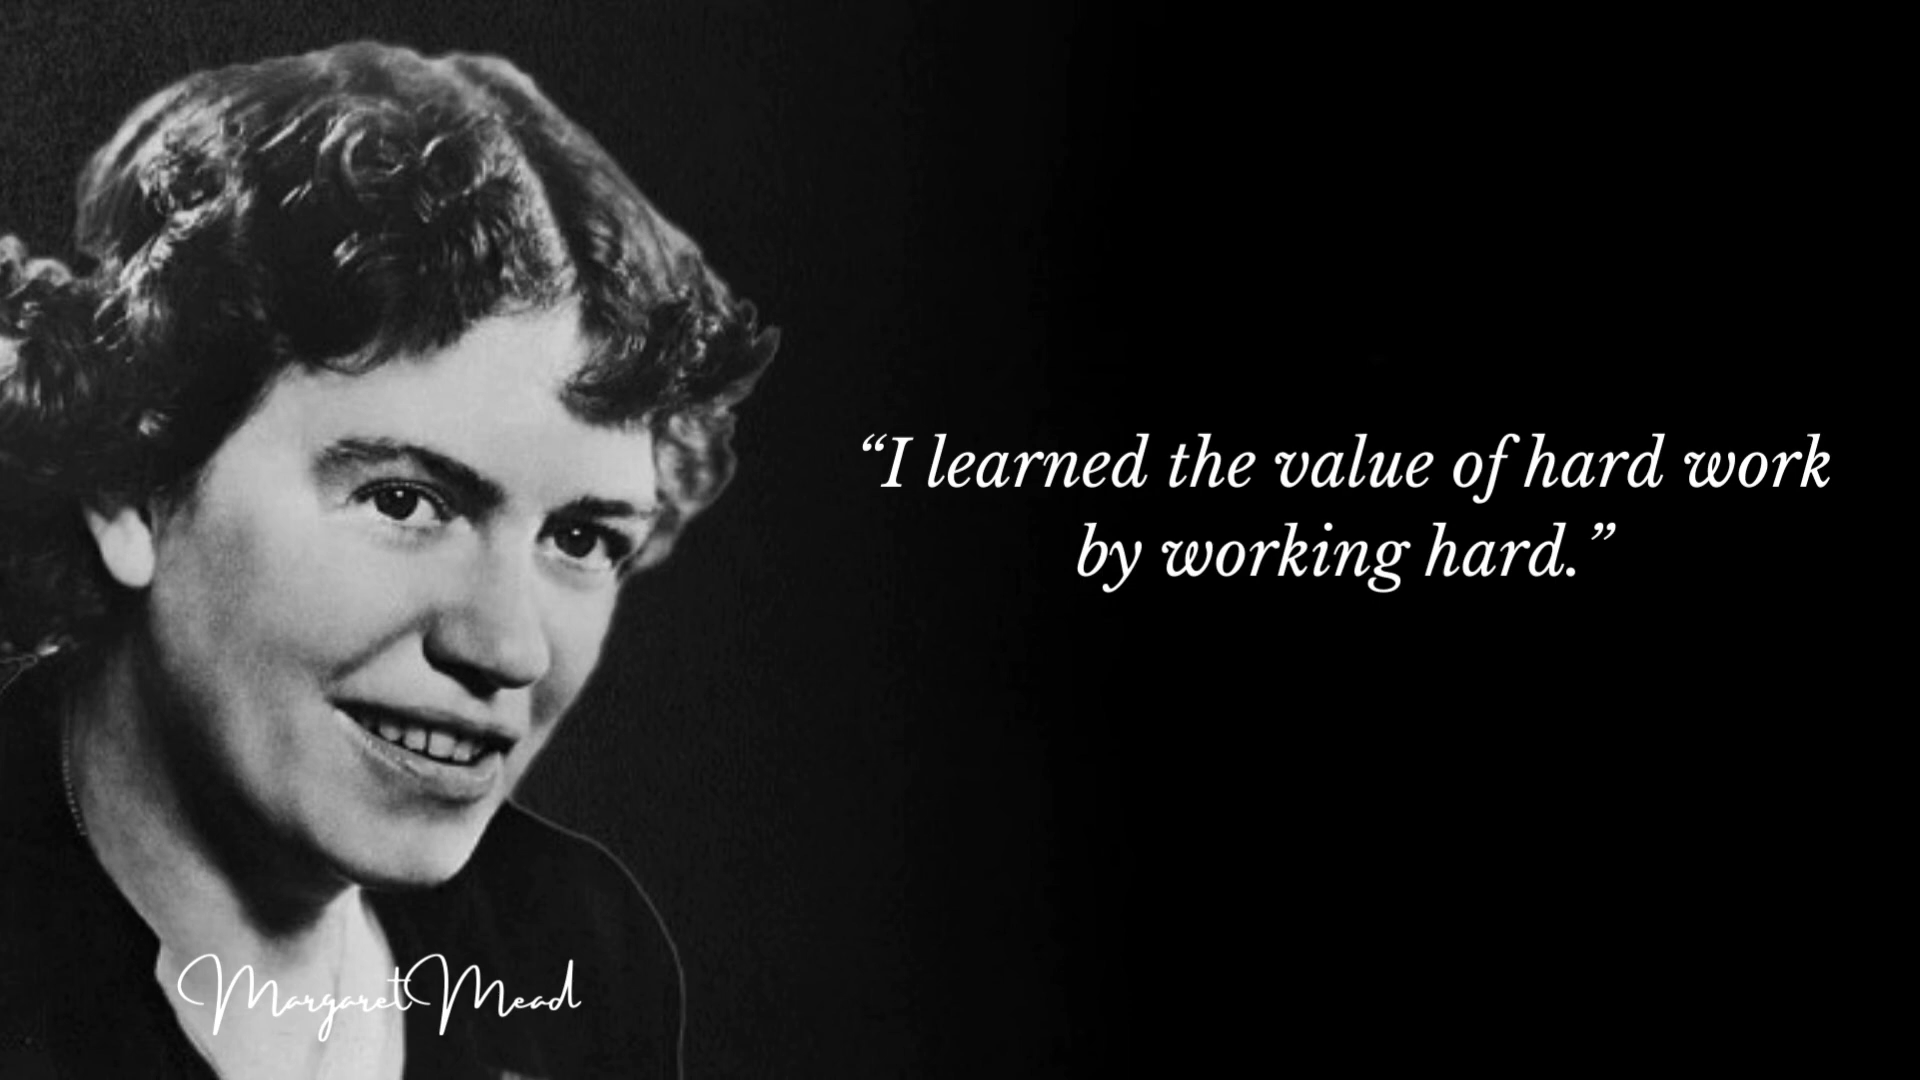 “I learned the value of hard work
by working hard.”
Margaret Mead